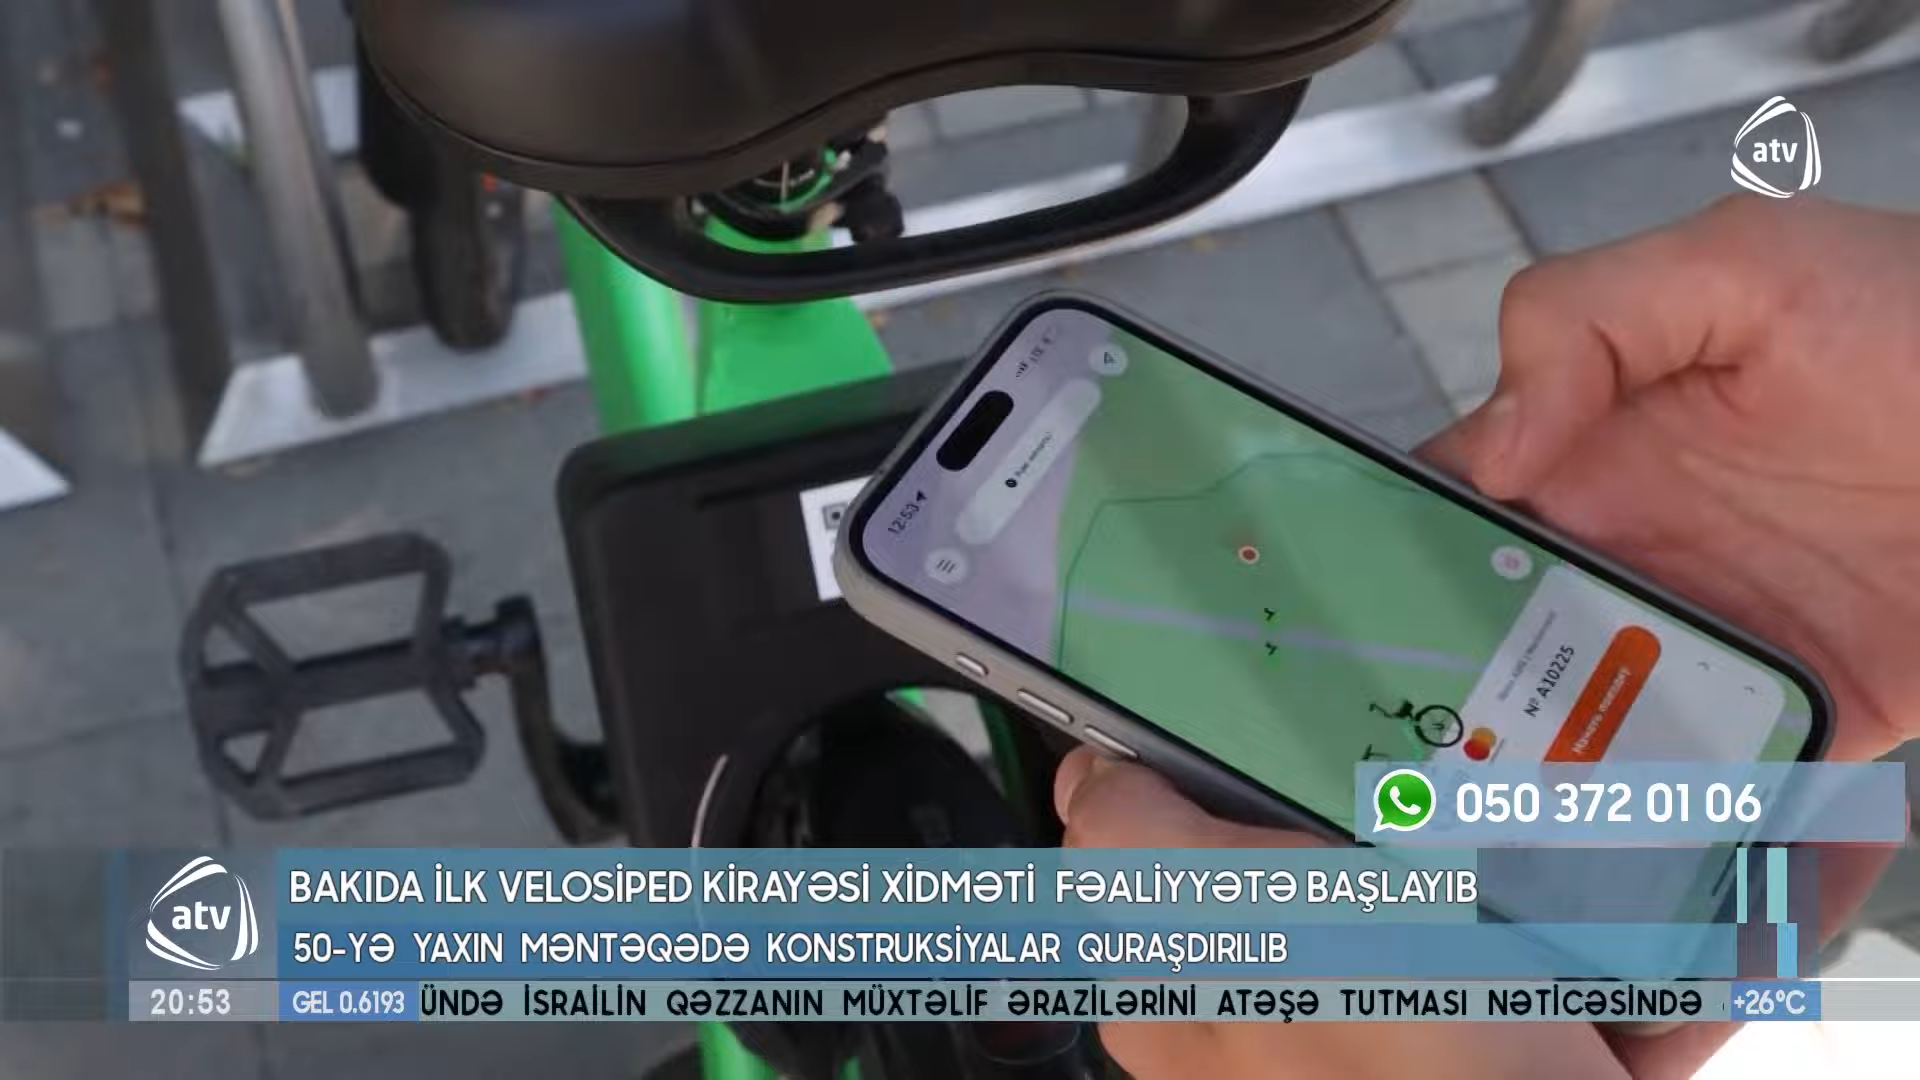 atv
12:53
№ A10225
Начать поездку
050 372 01 06
atv
BAKIDA İLK VELOSİPED KİRAYƏSİ XİDMƏTİ FƏALİYYƏTƏ BAŞLAYIB
50-YƏ YAXIN MƏNTƏQƏDƏ KONSTRUKSİYALAR QURAŞDIRILIB
20:53
GEL 0.6193
ÜNDƏ İSRAİLİN QƏZZANIN MÜXTƏLİF ƏRAZİLƏRİNİ ATƏŞƏ TUTMASI NƏTİCƏSİNDƏ
+26°C